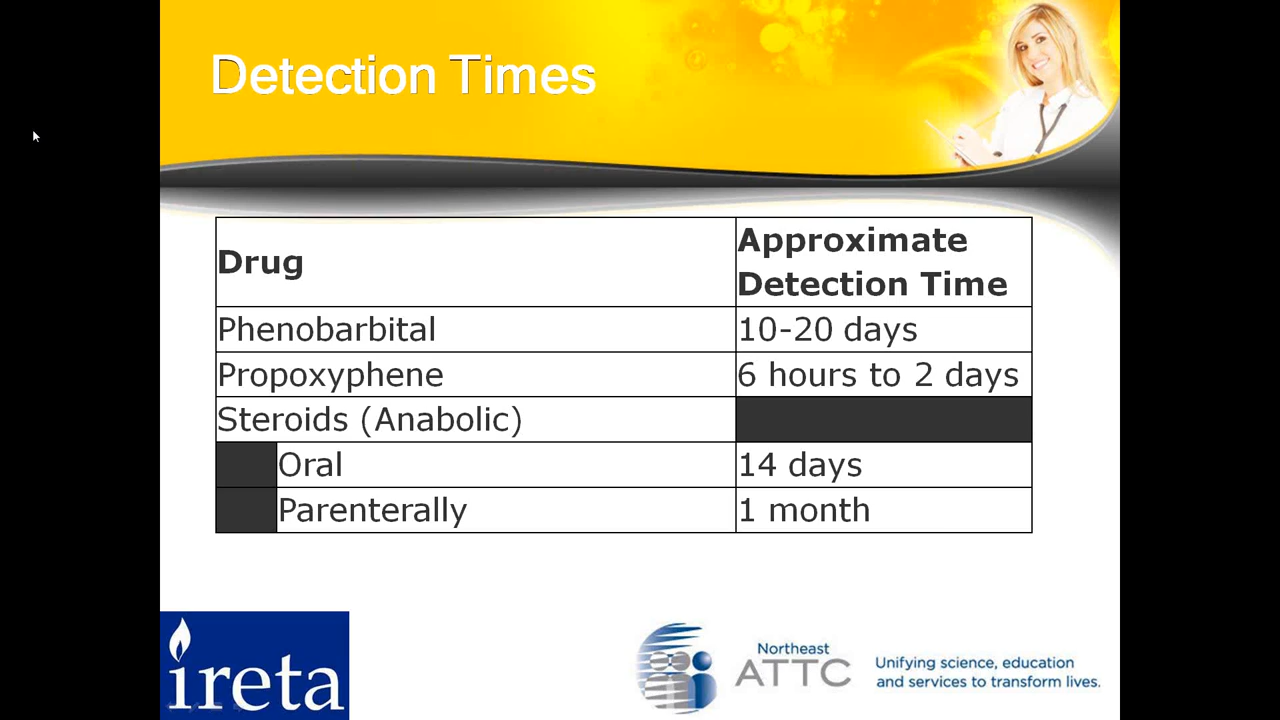 Detection Times
Drug
Approximate
Detection Time
Phenobarbital
10-20 days
Propoxyphene
6 hours to 2 days
Steroids (Anabolic)
Oral
14 days
Parenterally
1 month
ireta
Northeast
ATTC
Unifying science, education
and services to transform lives.